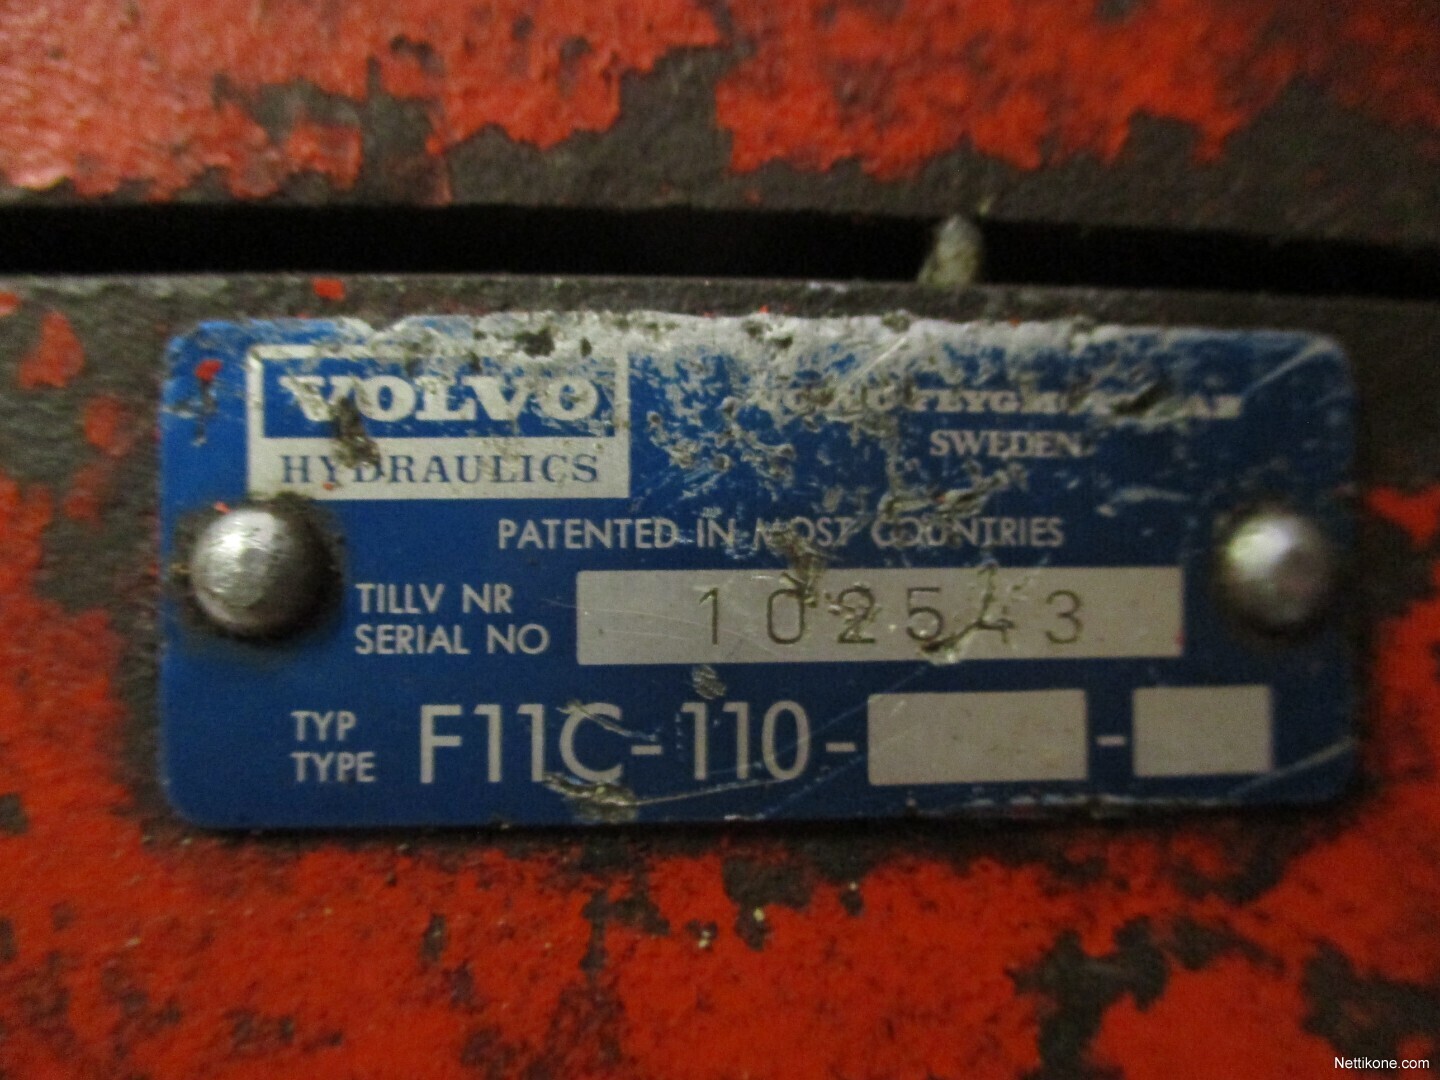 VOLVO
HYDRAULICS
SWEDEN
PATENTED IN MOST COUNTRIES
TILLV NR
SERIAL NO
102543
TYP
TYPE
F11C-110- -
Nettikone.com